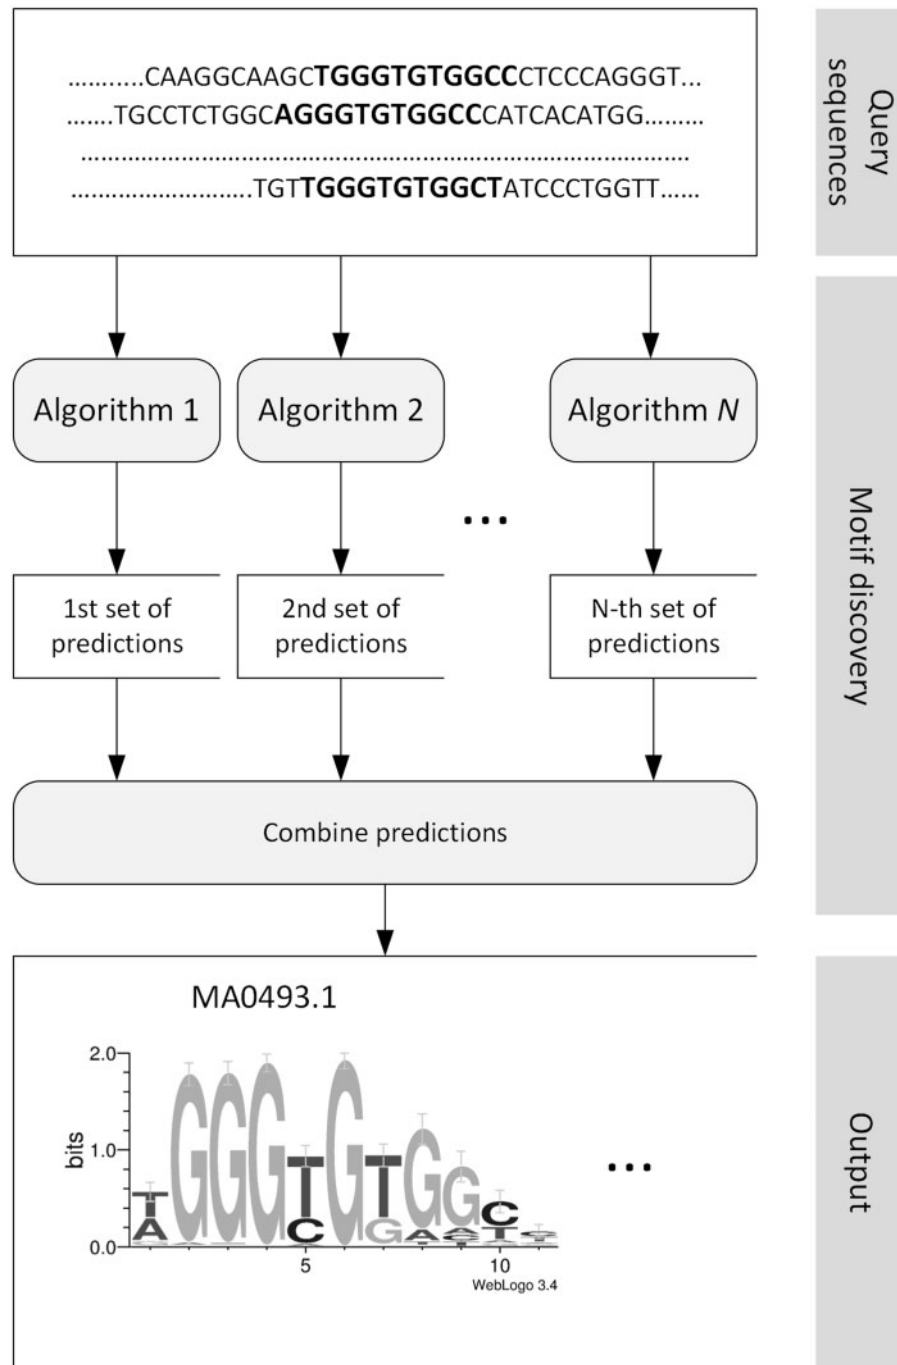 ...........CAAGGCAAGCTGGGTGTGGCCCTCCCAGGGT...
.......TGCCTCTGGCAGGGTGTGGCCCATCACATGG.........
....................................................................................
...........................TGTTGGGTGTGGCTATCCCTGGTT......
Query
sequences
Algorithm 1
Algorithm 2
Algorithm N
...
1st set of
predictions
2nd set of
predictions
N-th set of
predictions
Motif discovery
Combine predictions
MA0493.1
2.0
1.0
0.0
bits
T
A
G
G
G
T
C
G
T
G
G
A
G
A
C
T
5
10
WebLogo 3.4
...
Output